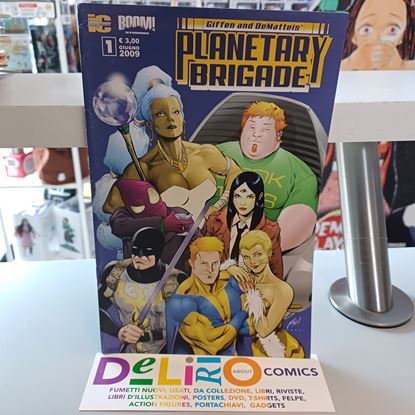 BOOM!
Giffen and DeMatteis'
PLANETARY
BRIGADE
1
€ 3,00
GIUGNO
2009
DeLiRiO ABOUT COMICS
FUMETTI NUOVI, USATI, DA COLLEZIONE, LIBRI, RIVISTE,
LIBRI D'ILLUSTRAZIONI, POSTERS, DVD, T-SHIRTS, FELPE,
ACTION FIGURES, PORTACHIAVI, GADGETS